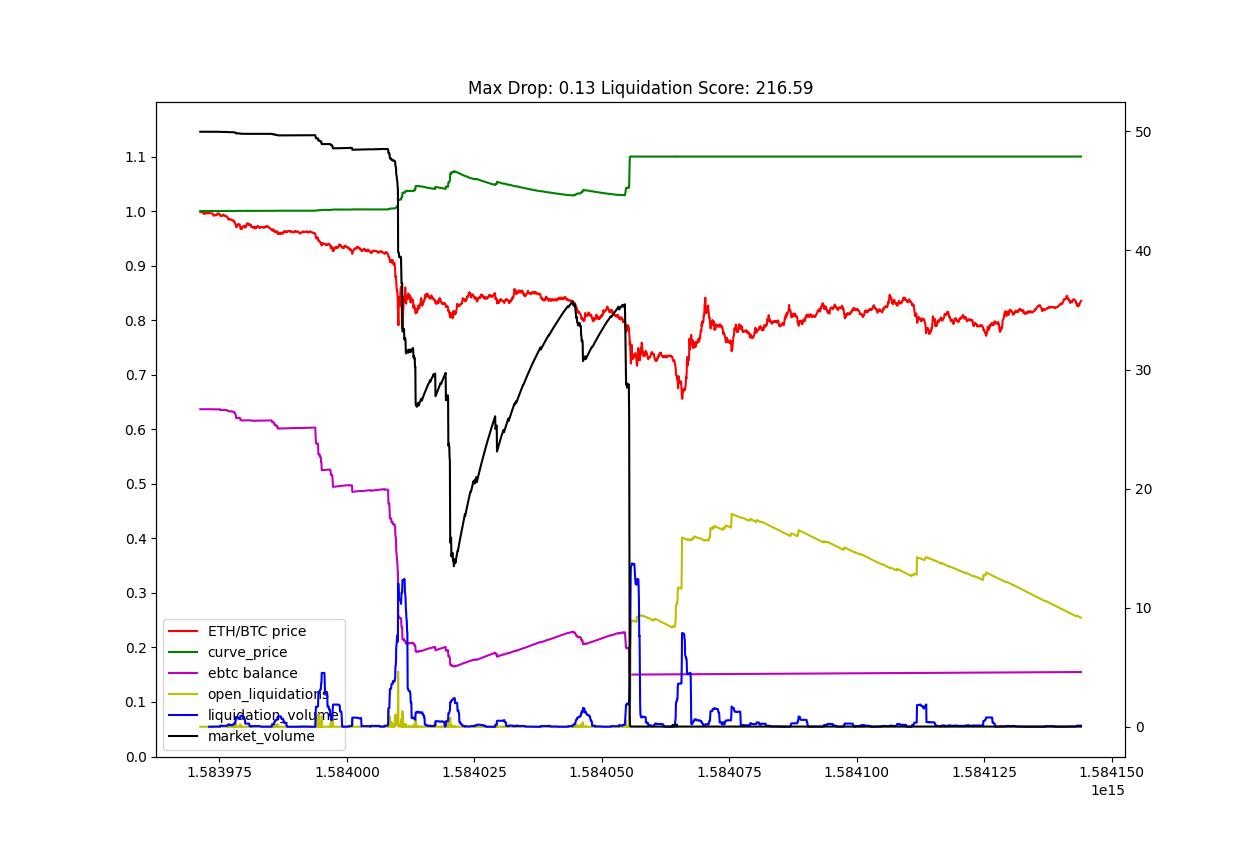 Max Drop: 0.13 Liquidation Score: 216.59
1.1
1.0
0.9
0.8
0.7
0.6
0.5
0.4
0.3
0.2
0.1
0.0
50
40
30
20
10
0
ETH/BTC price
curve_price
ebtc balance
open_liquidations
liquidation_volume
market_volume
1.583975 1.584000 1.584025 1.584050 1.584075 1.584100 1.584125 1.584150
1e15